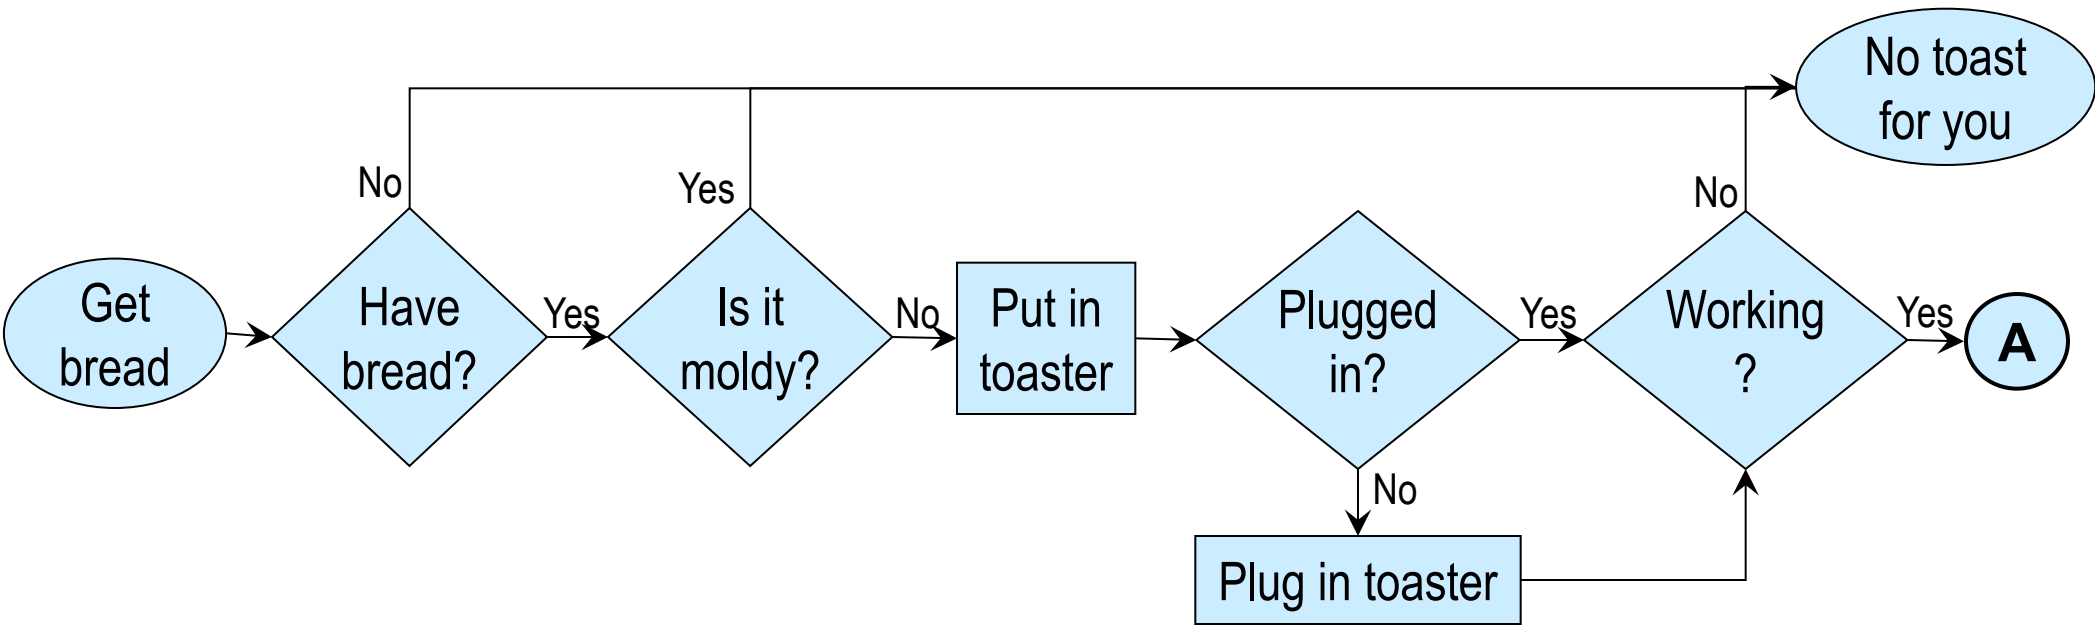 No toast
for you
No
Yes
No
Get
bread
Have
bread?
Yes
Is it
moldy?
No
Put in
toaster
Plugged
in?
Yes
Working
?
Yes
A
No
Plug in toaster